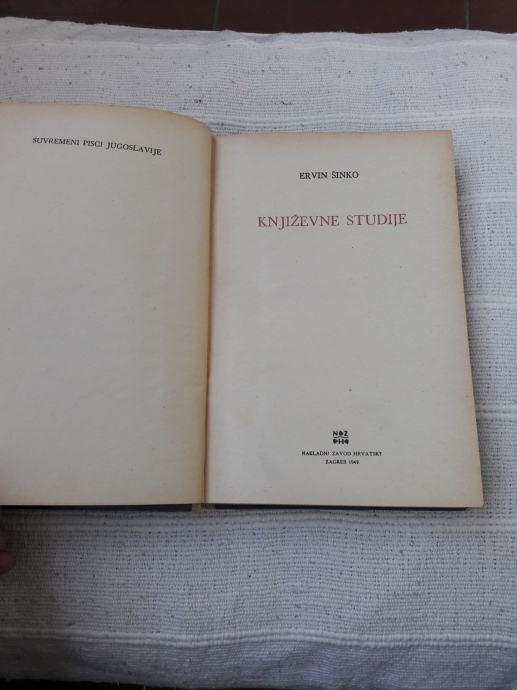 SUVREMENI PISCI JUGOSLAVIJE
ERVIN ŠINKO
KNJIŽEVNE STUDIJE
NAKLADNI ZAVOD HRVATSKE
ZAGREB 1949